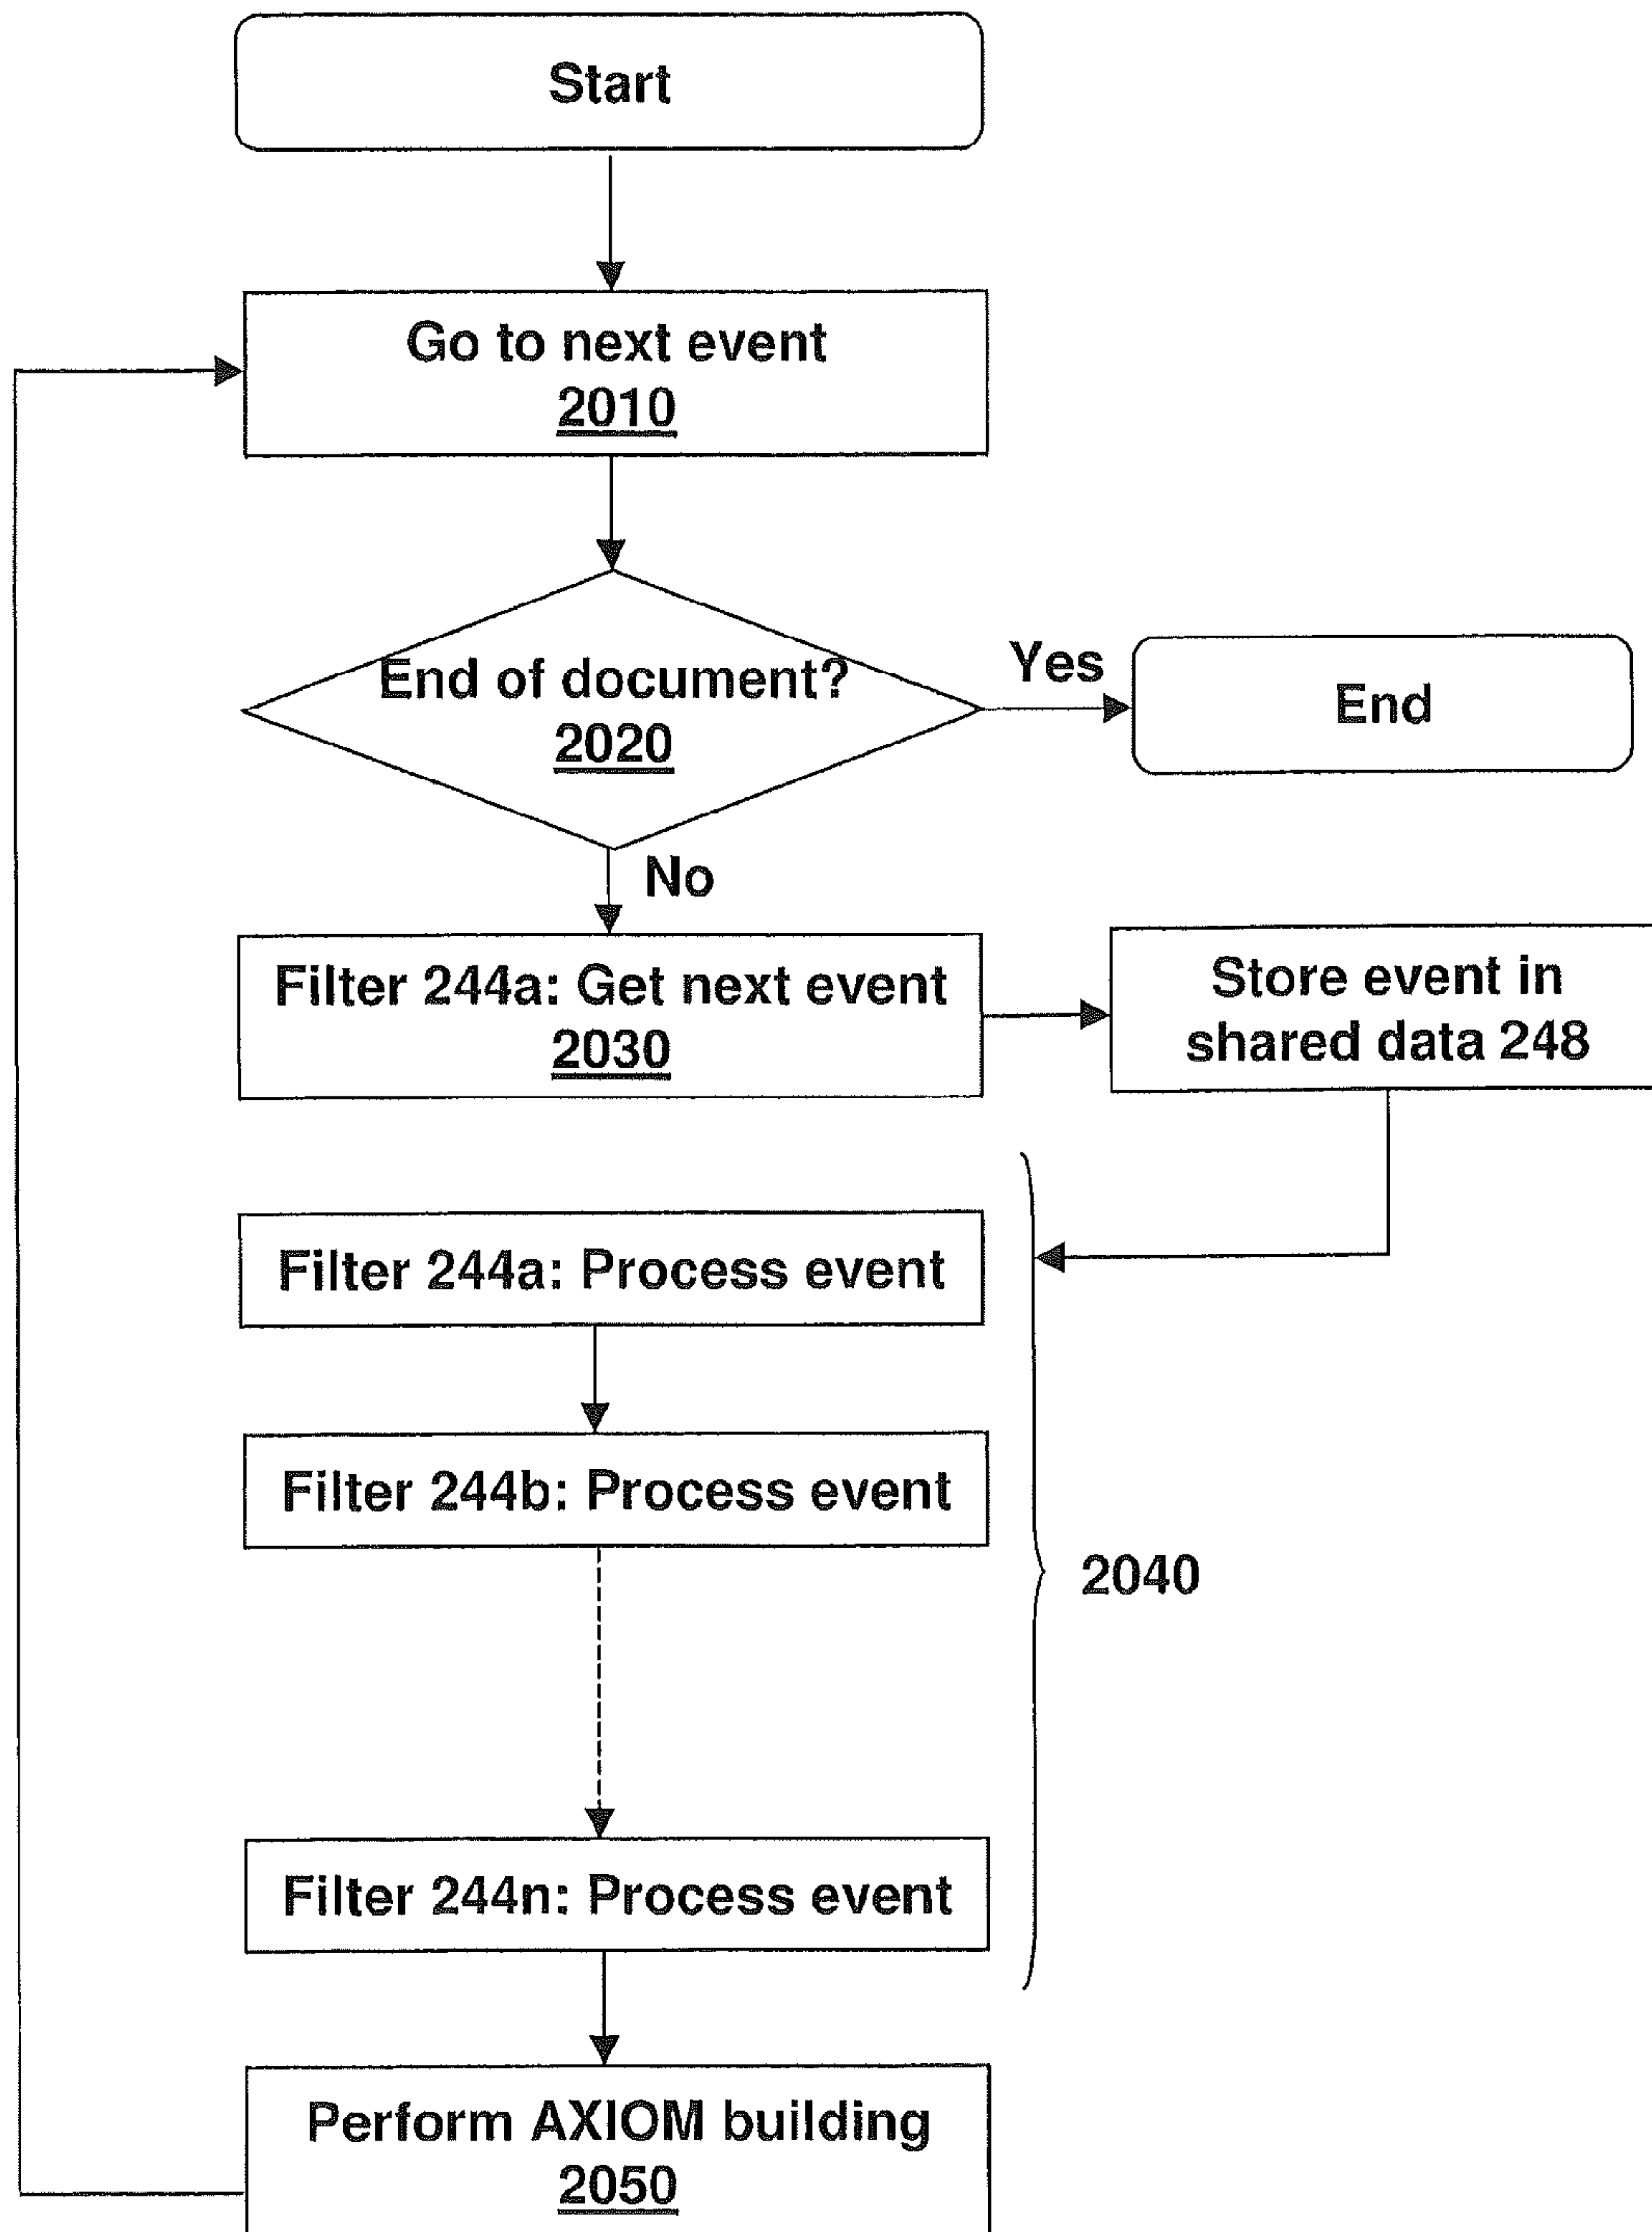 Start
Go to next event
2010
End of document?
2020
Yes
End
No
Filter 244a: Get next event
2030
Store event in
shared data 248
Filter 244a: Process event
Filter 244b: Process event
2040
Filter 244n: Process event
Perform AXIOM building
2050